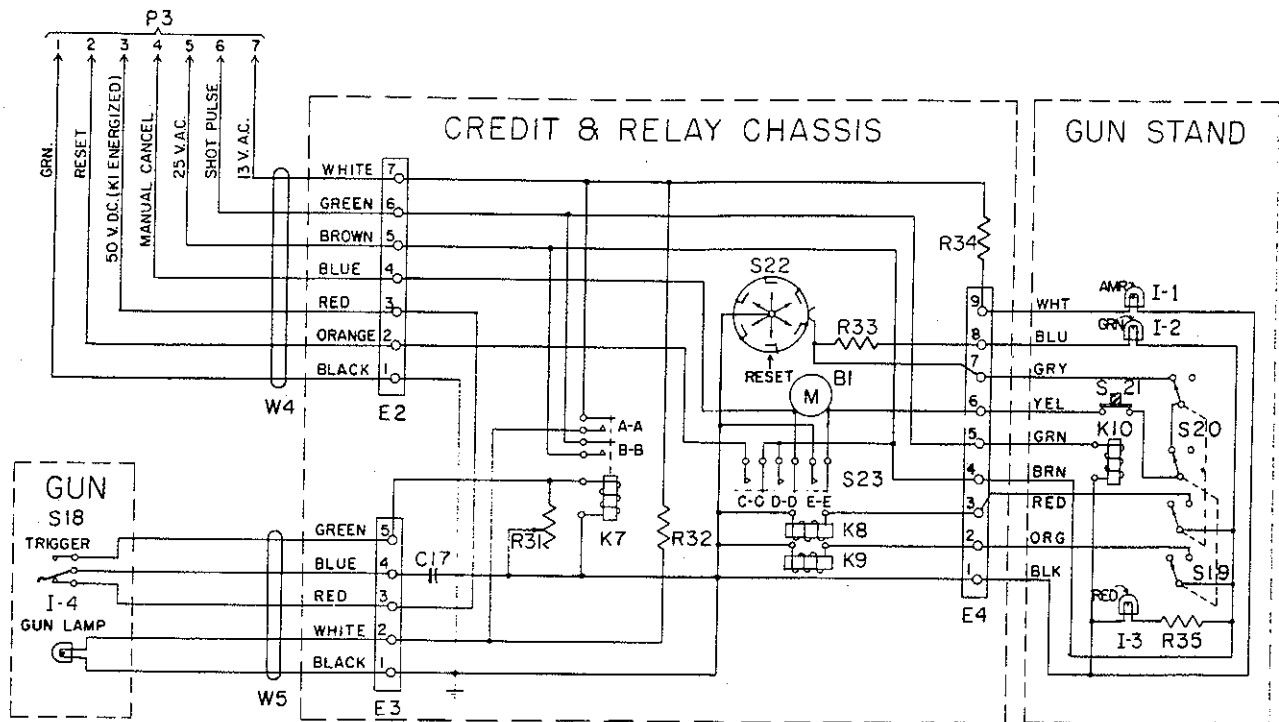 P3
1 2 3 4 5 6 7
GRN.
RESET
50 V.D.C.(K1 ENERGIZED)
MANUAL CANCEL
25 V.A.C.
SHOT PULSE
13 V.A.C.
CREDIT & RELAY CHASSIS
GUN STAND
WHITE 7
GREEN 6
BROWN 5
BLUE 4
RED 3
ORANGE 2
BLACK 1
W4
E2
A-A
B-B
K7
R31
R32
S22
RESET
R33
B1
M
S23
C-C D-D E-E
K8
K9
R34
9 WHT
8 BLU
7 GRY
6 YEL
5 GRN
4 BRN
3 RED
2 ORG
1 BLK
E4
AMR I-1
GRN I-2
S21
K10
S20
S19
RED
I-3 R35
GUN
S18
TRIGGER
I-4
GUN LAMP
GREEN 5
BLUE 4
RED 3
WHITE 2
BLACK 1
C17
W5
E3